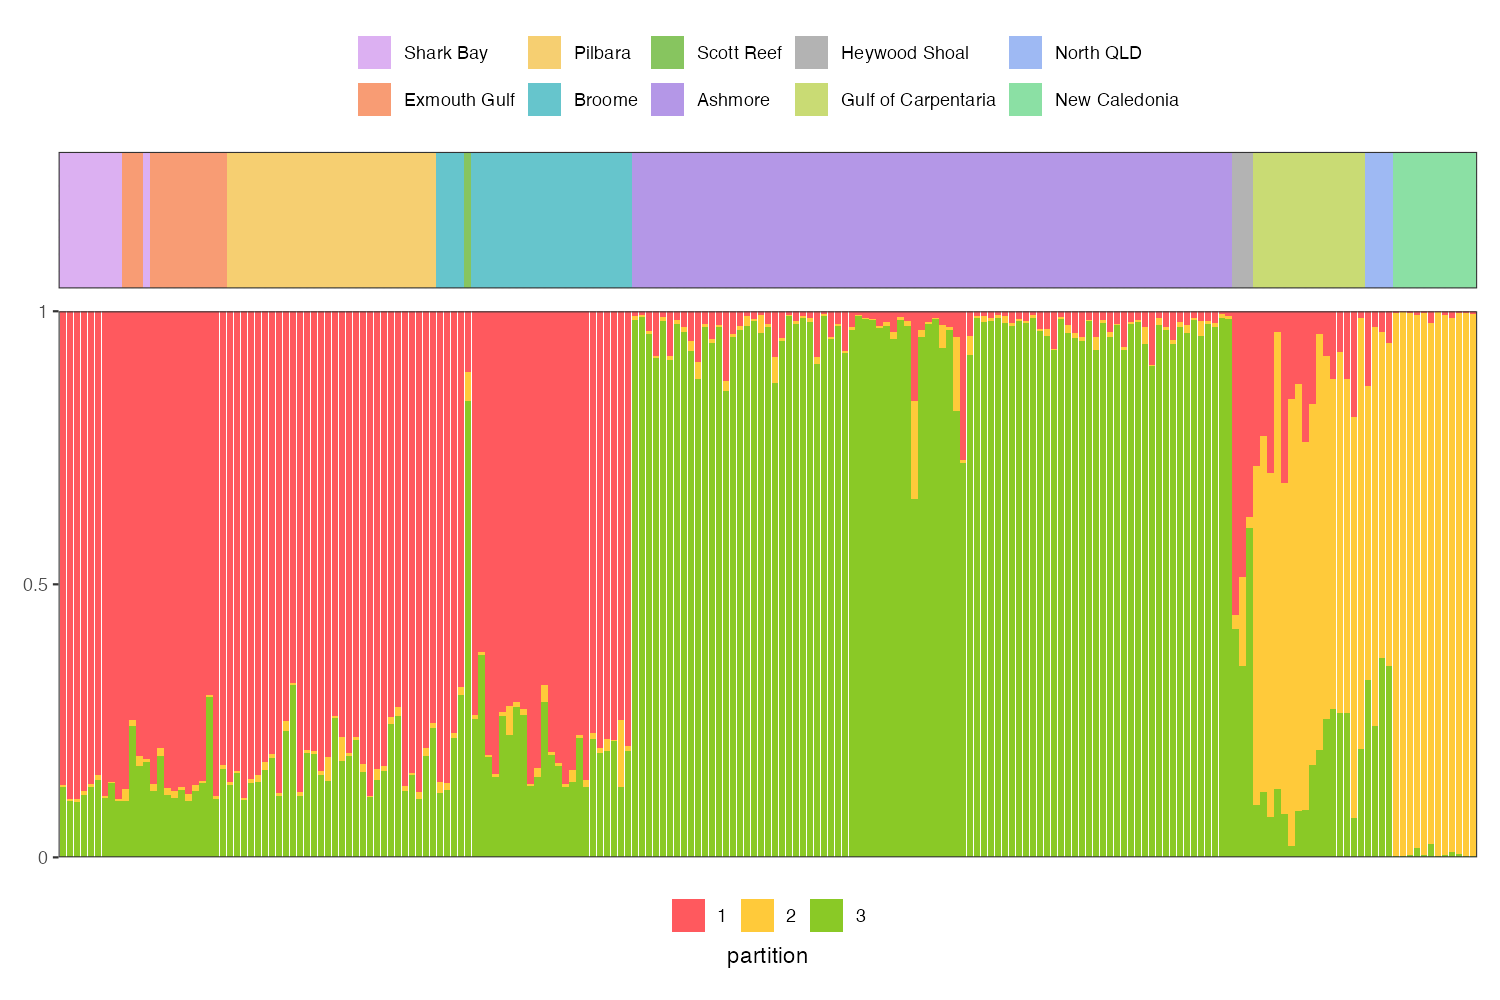 Shark Bay Pilbara Scott Reef Heywood Shoal North QLD
Exmouth Gulf Broome Ashmore Gulf of Carpentaria New Caledonia
1
0.5
0
1 2 3
partition